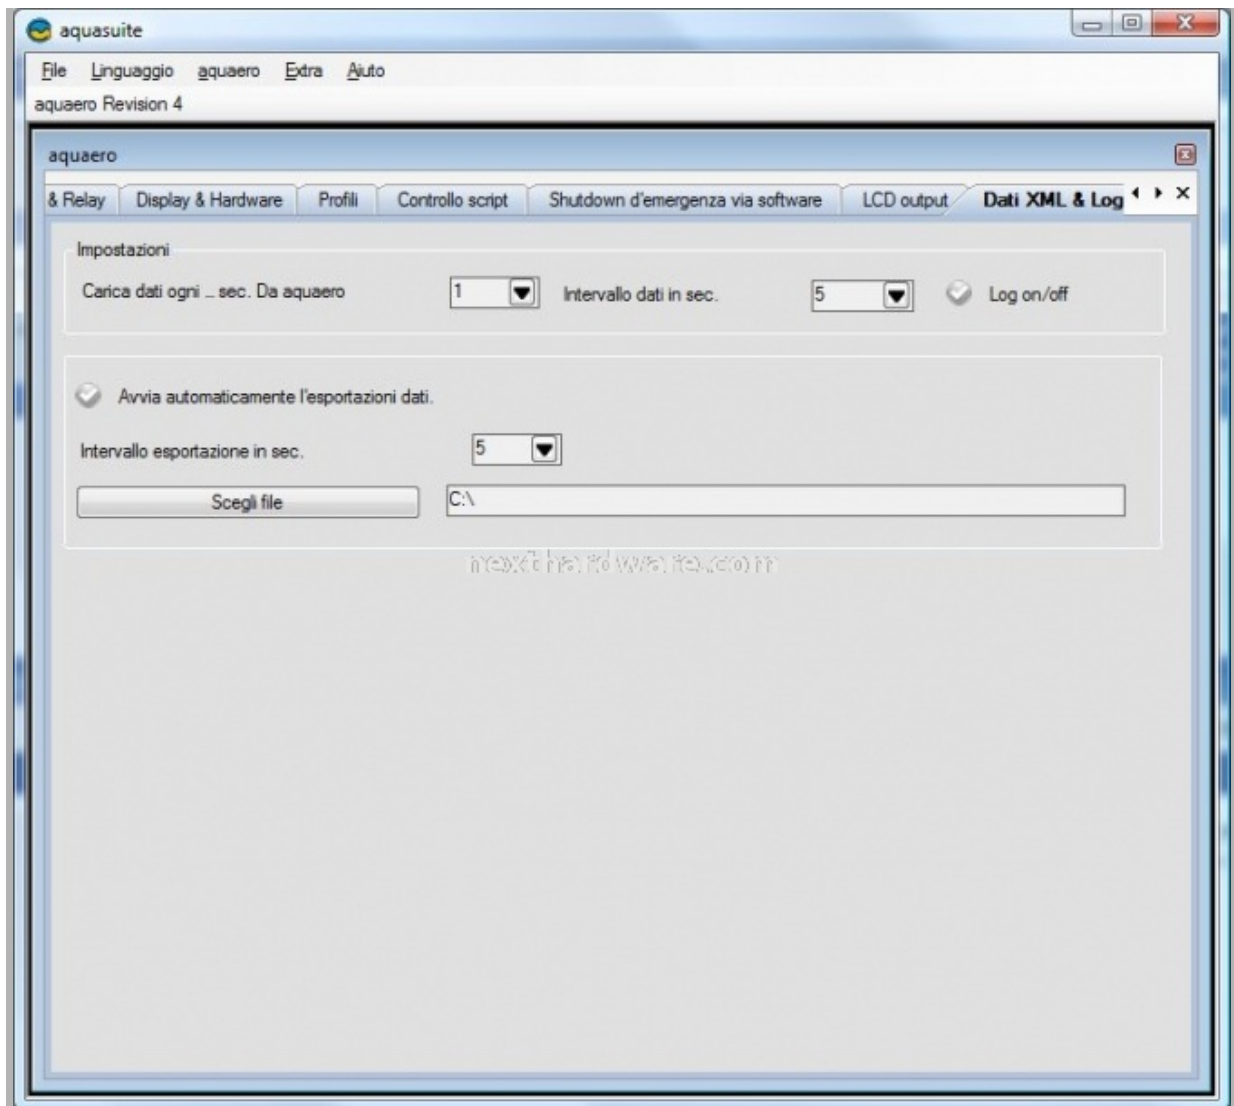 aquasuite
File Linguaggio aquaero Extra Aiuto
aquaero Revision 4
aquaero
& Relay Display & Hardware Profili Controllo script Shutdown d'emergenza via software LCD output Dati XML & Log
Impostazioni
Carica dati ogni ... sec. Da aquaero 1 Intervallo dati in sec. 5 Log on/off
Avvia automaticamente l'esportazioni dati.
Intervallo esportazione in sec. 5
Scegli file C:\
nexthardware.com